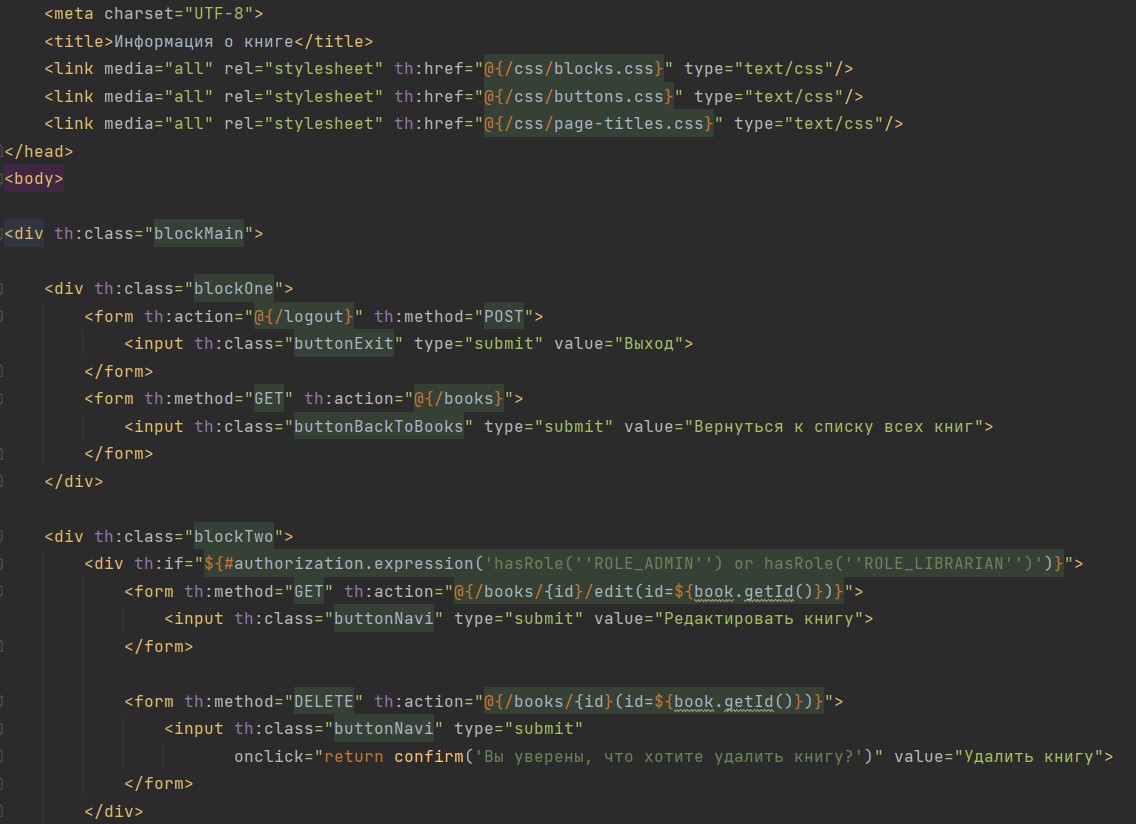 <meta charset="UTF-8">
<title>Информация о книге</title>
<link media="all" rel="stylesheet" th:href="@{/css/blocks.css}" type="text/css"/>
<link media="all" rel="stylesheet" th:href="@{/css/buttons.css}" type="text/css"/>
<link media="all" rel="stylesheet" th:href="@{/css/page-titles.css}" type="text/css"/>
</head>
<body>
<div th:class="blockMain">
<div th:class="blockOne">
<form th:action="@{/logout}" th:method="POST">
<input th:class="buttonExit" type="submit" value="Выход">
</form>
<form th:method="GET" th:action="@{/books}">
<input th:class="buttonBackToBooks" type="submit" value="Вернуться к списку всех книг">
</form>
</div>
<div th:class="blockTwo">
<div th:if="${#authorization.expression('hasRole(''ROLE_ADMIN'') or hasRole(''ROLE_LIBRARIAN'')')}">
<form th:method="GET" th:action="@{/books/{id}/edit(id=${book.getId()})}">
<input th:class="buttonNavi" type="submit" value="Редактировать книгу">
</form>
<form th:method="DELETE" th:action="@{/books/{id}(id=${book.getId()})}">
<input th:class="buttonNavi" type="submit"
onclick="return confirm('Вы уверены, что хотите удалить книгу?')" value="Удалить книгу">
</form>
</div>